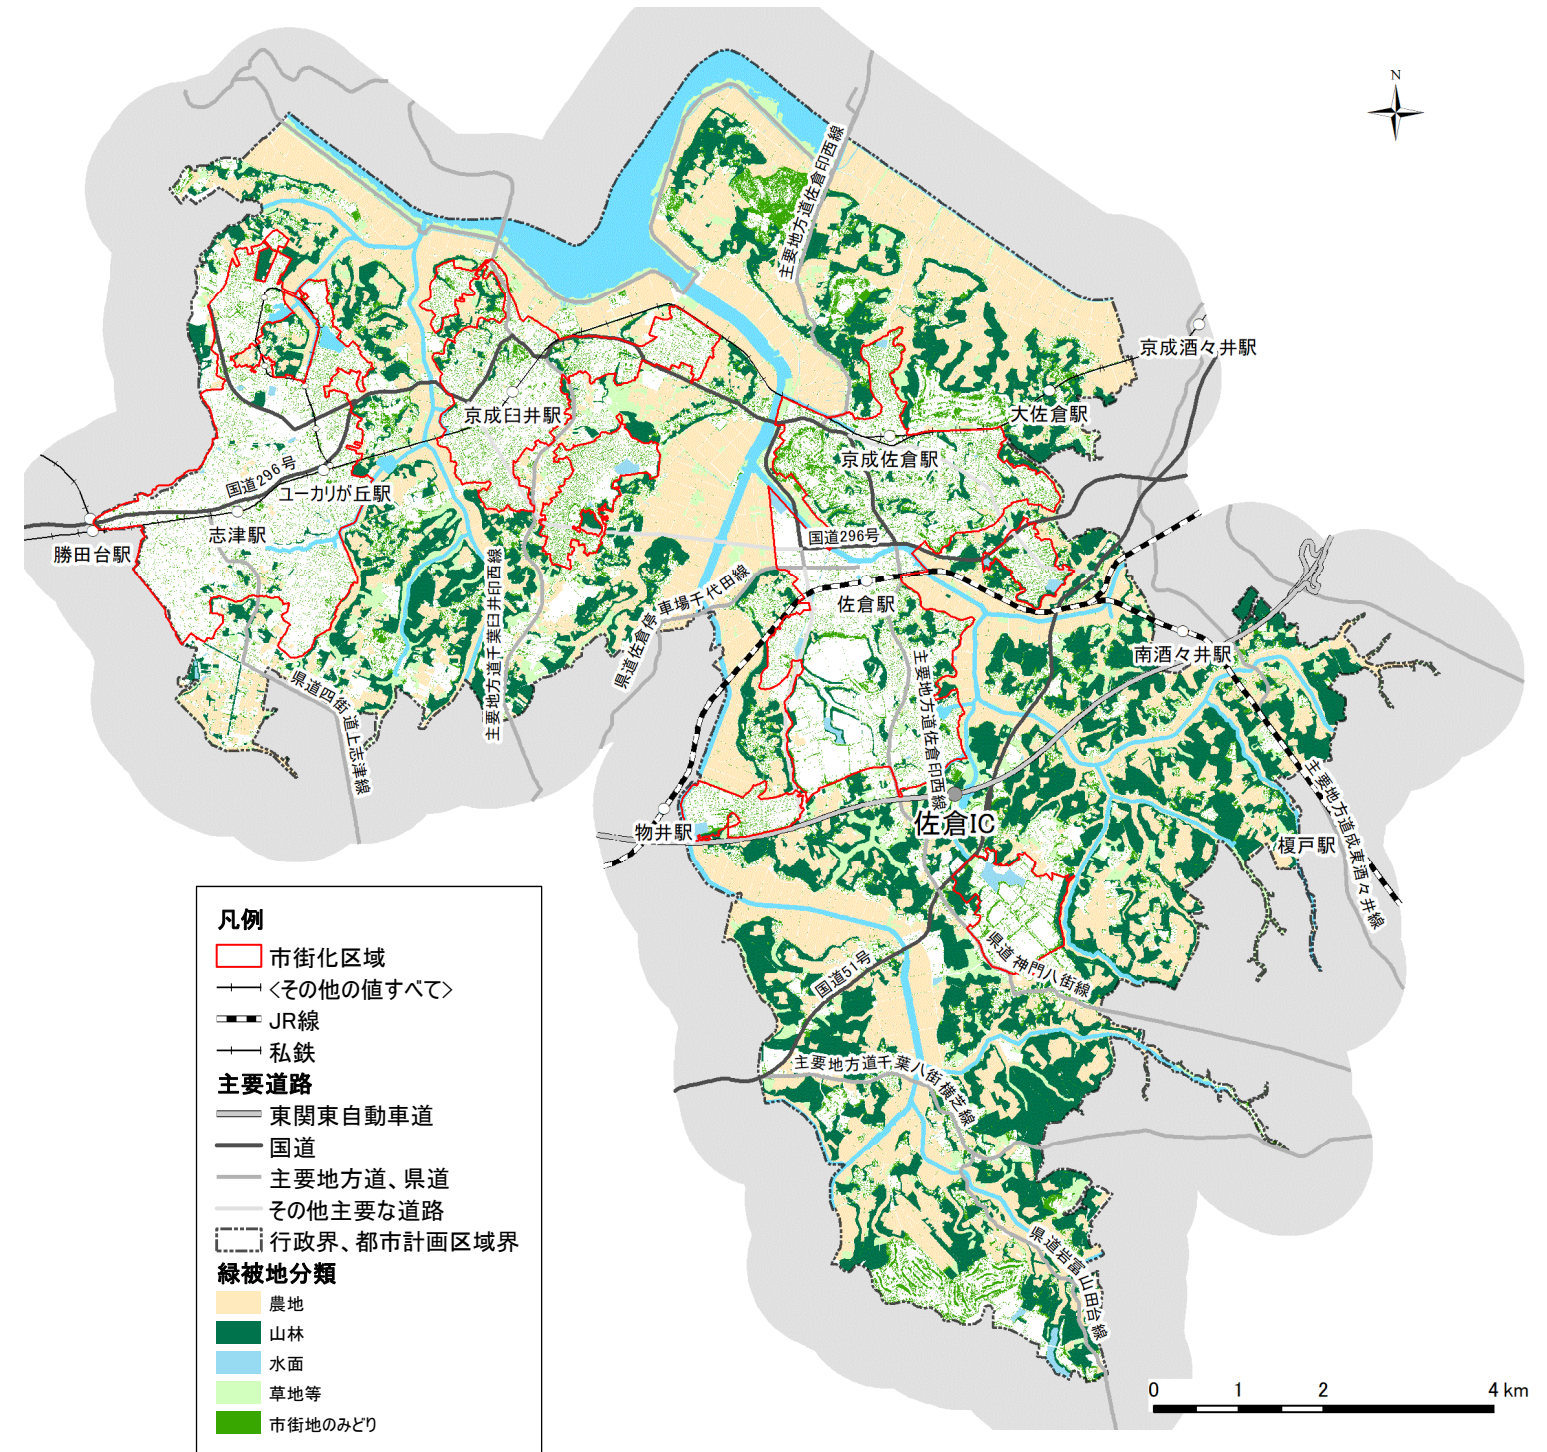 N
主要地方道佐倉印西線
京成酒々井駅
大佐倉駅
京成臼井駅
京成佐倉駅
国道296号
ユーカリが丘駅
志津駅
勝田台駅
国道296号
主要地方道千葉臼井印西線
県道佐倉停車場千代田線
佐倉駅
南酒々井駅
主要地方道佐倉印西線
県道四街道上志津線
物井駅
佐倉IC
榎戸駅
主要地方道成東酒々井線
国道51号
県道神門八街線
主要地方道千葉八街横芝線
県道岩富山田台線
凡例
市街化区域
<その他の値すべて>
JR線
私鉄
主要道路
東関東自動車道
国道
主要地方道、県道
その他主要な道路
行政界、都市計画区域界
緑被地分類
農地
山林
水面
草地等
市街地のみどり
0 1 2 4 km